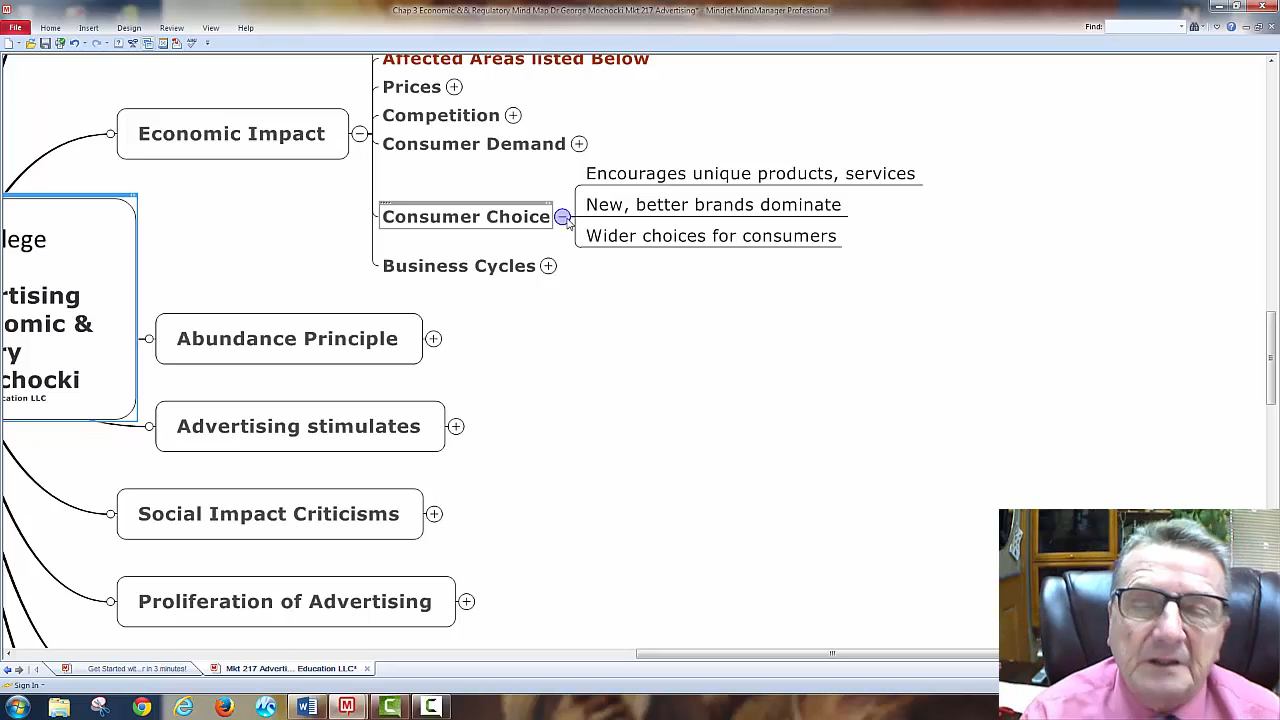 Chap 3 Economic && Regulatory Mind Map Dr George Mochocki Mkt 217 Advertising* - Mindjet MindManager Professional
File Home Insert Design Review View Help Find:
Affected Areas listed Below
Prices
Competition
Economic Impact
Consumer Demand
Encourages unique products, services
New, better brands dominate
Consumer Choice
Wider choices for consumers
lege
Business Cycles
rtising
omic &
ry
Abundance Principle
chocki
cation LLC
Advertising stimulates
Social Impact Criticisms
Proliferation of Advertising
Get Started wit...r in 3 minutes!
Mkt 217 Adverti... Education LLC*
Sign In